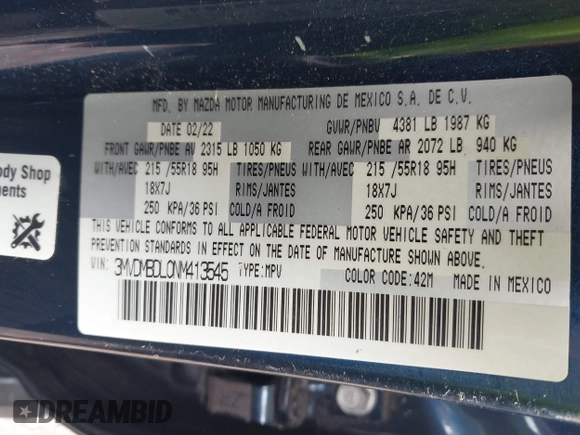 MFD. BY MAZDA MOTOR MANUFACTURING DE MEXICO S.A. DE C.V.
DATE 02/22 GVWR/PNBV 4381 LB 1987 KG
FRONT GAWR/PNBE AV 2315 LB 1050 KG REAR GAWR/PNBE AR 2072 LB 940 KG
WITH/AVEC 215 /55R18 95H TIRES/PNEUS WITH/AVEC 215 /55R18 95H TIRES/PNEUS
18X7J RIMS/JANTES 18X7J RIMS/JANTES
250 KPA/36 PSI COLD/A FROID 250 KPA/36 PSI COLD/A FROID
THIS VEHICLE CONFORMS TO ALL APPLICABLE FEDERAL MOTOR VEHICLE SAFETY AND THEFT
PREVENTION STANDARDS IN EFFECT ON THE DATE OF MANUFACTURE SHOWN ABOVE.
VIN: 3MVDMBDL0NM413545 TYPE: MPV COLOR CODE: 42M MADE IN MEXICO
ody Shop
nents
DREAMBID